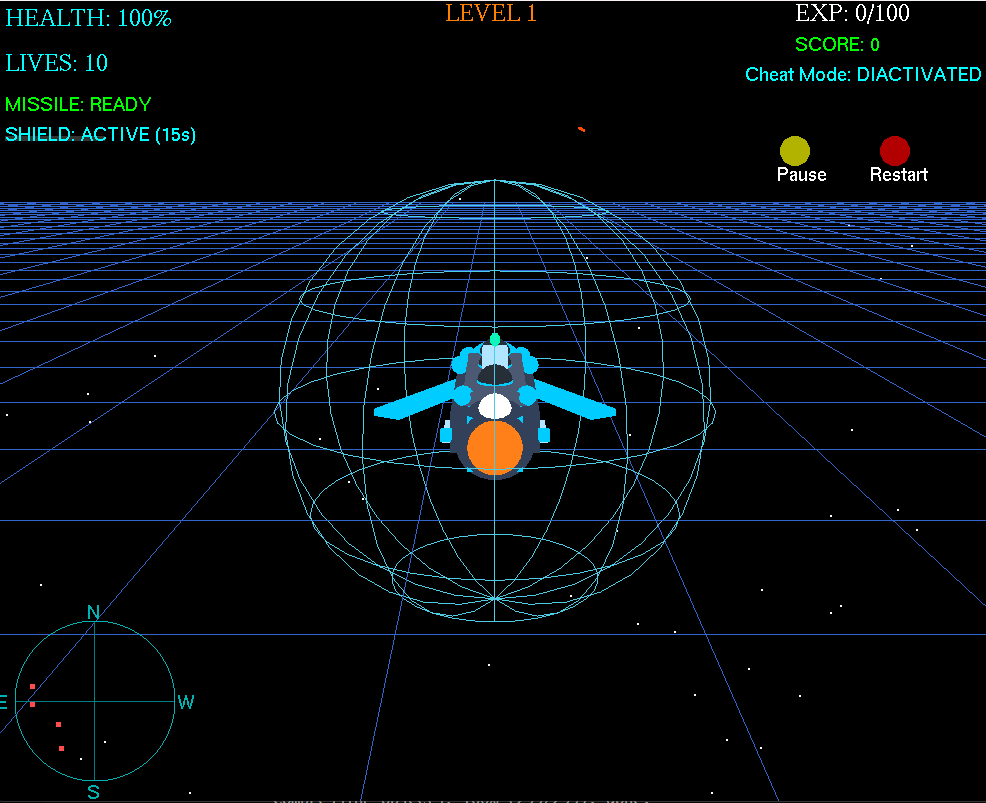 HEALTH: 100%
LEVEL 1
EXP: 0/100
SCORE: 0
LIVES: 10
Cheat Mode: DIACTIVATED
MISSILE: READY
SHIELD: ACTIVE (15s)
Pause
Restart
N
E
W
S